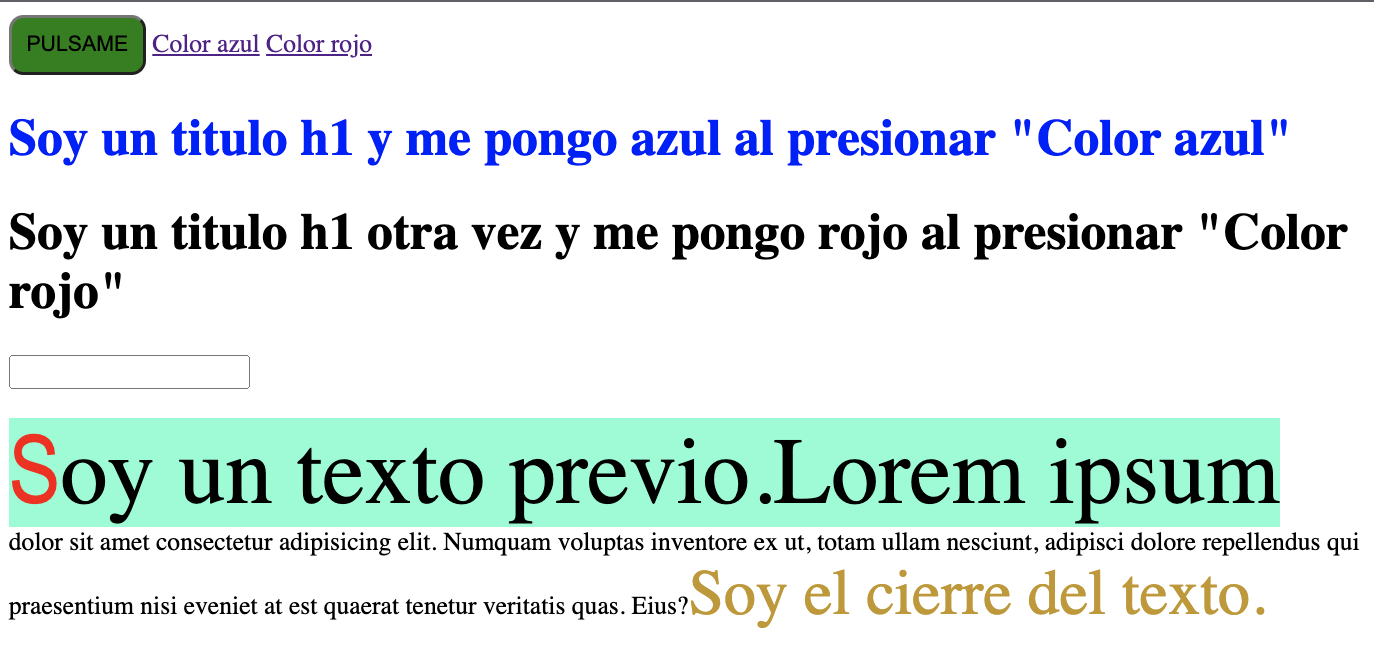 PULSAME Color azul Color rojo
Soy un titulo h1 y me pongo azul al presionar "Color azul"
Soy un titulo h1 otra vez y me pongo rojo al presionar "Color
rojo"
Soy un texto previo.Lorem ipsum
dolor sit amet consectetur adipisicing elit. Numquam voluptas inventore ex ut, totam ullam nesciunt, adipisci dolore repellendus qui
praesentium nisi eveniet at est quaerat tenetur veritatis quas. Eius?Soy el cierre del texto.